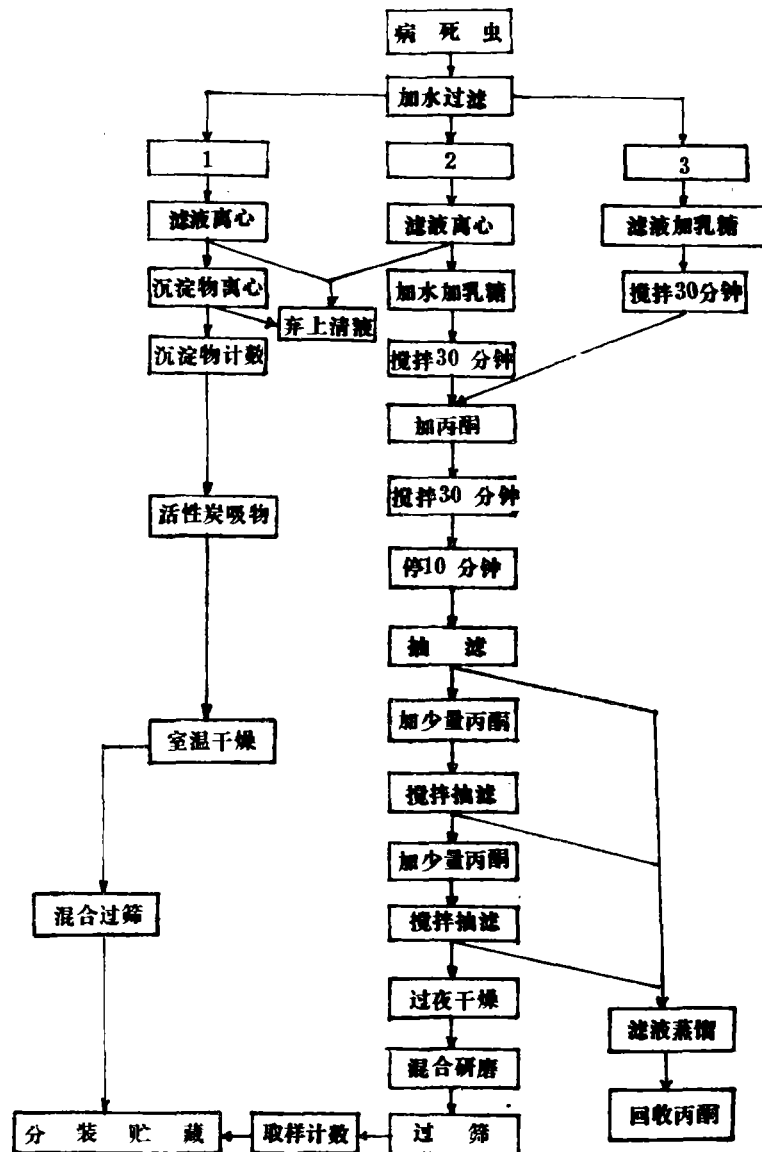 病死虫
加水过滤
1
2
3
滤液离心
滤液离心
滤液加乳糖
沉淀物离心
加水加乳糖
搅拌30分钟
弃上清液
沉淀物计数
搅拌30分钟
加丙酮
搅拌30分钟
活性炭吸物
停10分钟
抽滤
加少量丙酮
室温干燥
搅拌抽滤
加少量丙酮
混合过筛
搅拌抽滤
过夜干燥
滤液蒸馏
混合研磨
回收丙酮
分装贮藏
取样计数
过筛